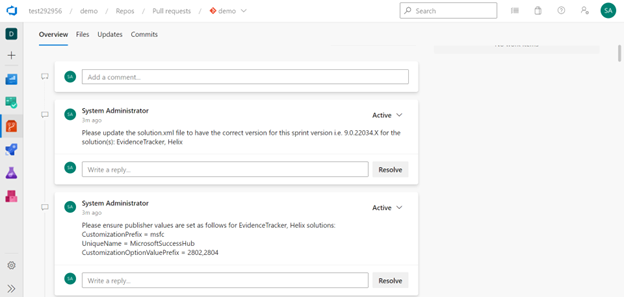 test292956 / demo / Repos / Pull requests / demo
Search
SA
D
Overview Files Updates Commits
SA Add a comment...
SA System Administrator
3m ago
Active
Please update the solution.xml file to have the correct version for this sprint version i.e. 9.0.22034.X for the
solution(s): EvidenceTracker, Helix
SA Write a reply...
Resolve
SA System Administrator
3m ago
Active
Please ensure publisher values are set as follows for EvidenceTracker, Helix solutions:
CustomizationPrefix = msfc
UniqueName = MicrosoftSuccessHub
CustomizationOptionValuePrefix = 2802,2804
SA Write a reply...
Resolve